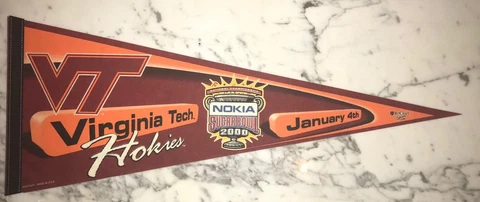 VT
Virginia Tech
Hokies
NOKIA
SUGAR BOWL
2000
January 4th